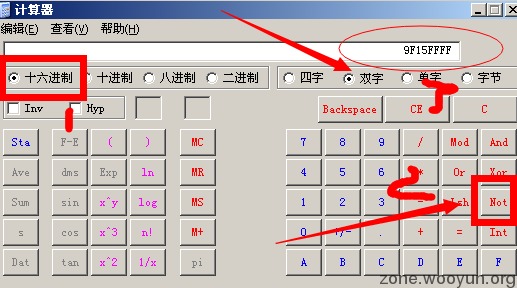 计算器
编辑(E) 查看(V) 帮助(H)
9F15FFFF
十六进制 十进制 八进制 二进制 四字 双字 单字 字节
Inv Hyp Backspace CE C
Sta F-E ( ) MC 7 8 9 / Mod And
Ave dms Exp ln MR 4 5 6 * Or Xor
Sum sin x^y log MS 1 2 3 - Lsh Not
s cos x^3 n! M+ 0 +/- . + = Int
Dat tan x^2 1/x pi A B C D E F
1
2
zone.wooyun.org